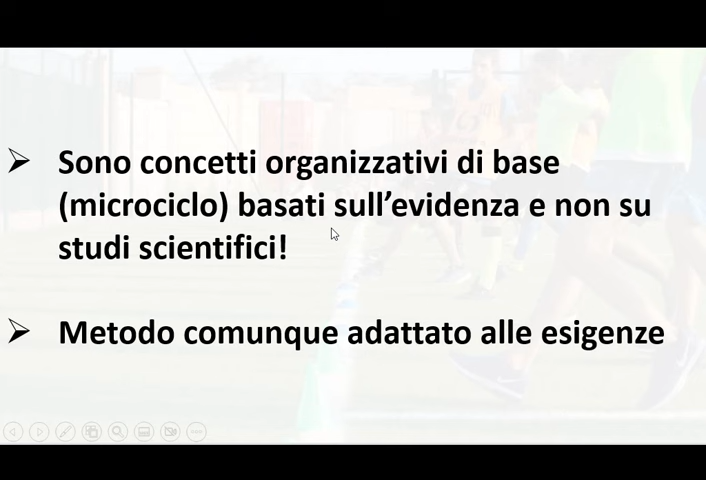 Sono concetti organizzativi di base
(microciclo) basati sull’evidenza e non su
studi scientifici!
Metodo comunque adattato alle esigenze